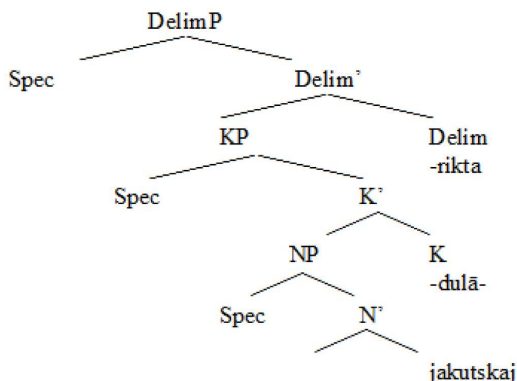 DelimP
Spec Delim’
KP Delim
-rikta
Spec K’
NP K
-dulā-
Spec N’
jakutskaj